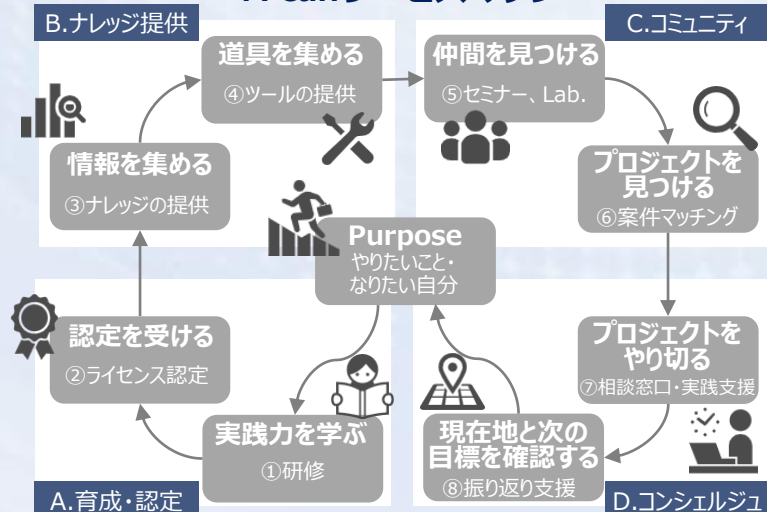 B.ナレッジ提供
道具を集める
④ツールの提供
情報を集める
③ナレッジの提供
C.コミュニティ
仲間を見つける
⑤セミナー、Lab.
プロジェクトを
見つける
⑥案件マッチング
Purpose
やりたいこと・
なりたい自分
認定を受ける
②ライセンス認定
実践力を学ぶ
①研修
A.育成・認定
プロジェクトを
やり切る
⑦相談窓口・実践支援
現在地と次の
目標を確認する
⑧振り返り支援
D.コンシェルジュ